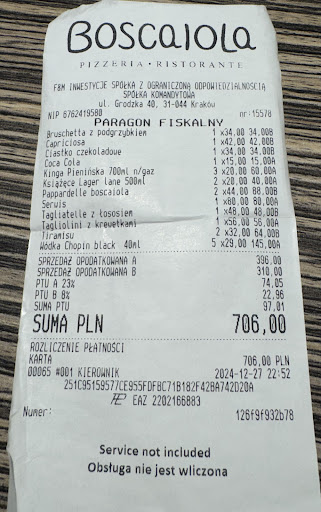 BOSCAIOLA
PIZZERIA · RISTORANTE
F&M INWESTYCJE SPÓŁKA Z OGRANICZONĄ ODPOWIEDZIALNOŚCIĄ
SPÓŁKA KOMANDYTOWA
ul. Grodzka 40, 31-044 Kraków
NIP 6762419580 nr:15578
PARAGON FISKALNY
Bruschetta z podgrzybkiem 1 x34,00 34,00B
Capriciosa 1 x42,00 42,00B
Ciastko czekoladowe 1 x34,00 34,00B
Coca Cola 1 x15,00 15,00A
Kinga Pienińska 700ml n/gaz 3 x20,00 60,00A
Książęce Lager lane 500ml 2 x20,00 40,00A
Pappardelle boscaiola 2 x44,00 88,00B
Serwis 1 x80,00 80,00A
Tagliatelle z łososiem 1 x48,00 48,00B
Tagliolini z krewetkami 1 x56,00 56,00A
Tiramisu 2 x32,00 64,00B
Wódka Chopin black 40ml 5 x29,00 145,00A
SPRZEDAŻ OPODATKOWANA A 396,00
SPRZEDAŻ OPODATKOWANA B 310,00
PTU A 23% 74,05
PTU B 8% 22,96
SUMA PTU 97,01
SUMA PLN 706,00
ROZLICZENIE PŁATNOŚCI
KARTA 706,00 PLN
00065 #001 KIEROWNIK 2024-12-27 22:52
251C95159577CE955FDFBC71B182F42BA742D20A
EAZ 2202166883
Numer: 126f9f932b78
Service not included
Obsługa nie jest wliczona